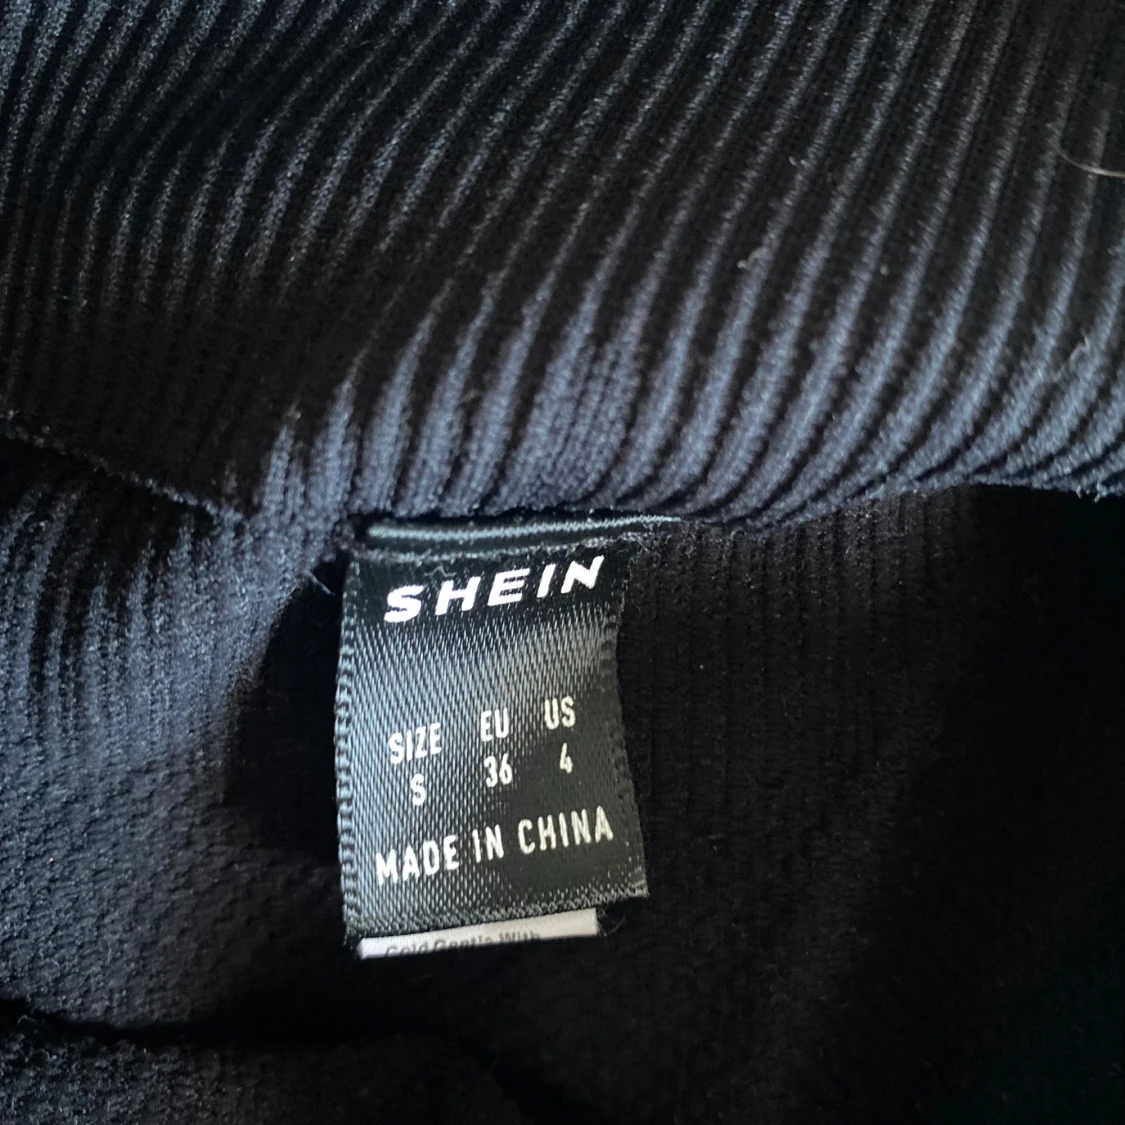 SHEIN
SIZE EU US
S 36 4
MADE IN CHINA